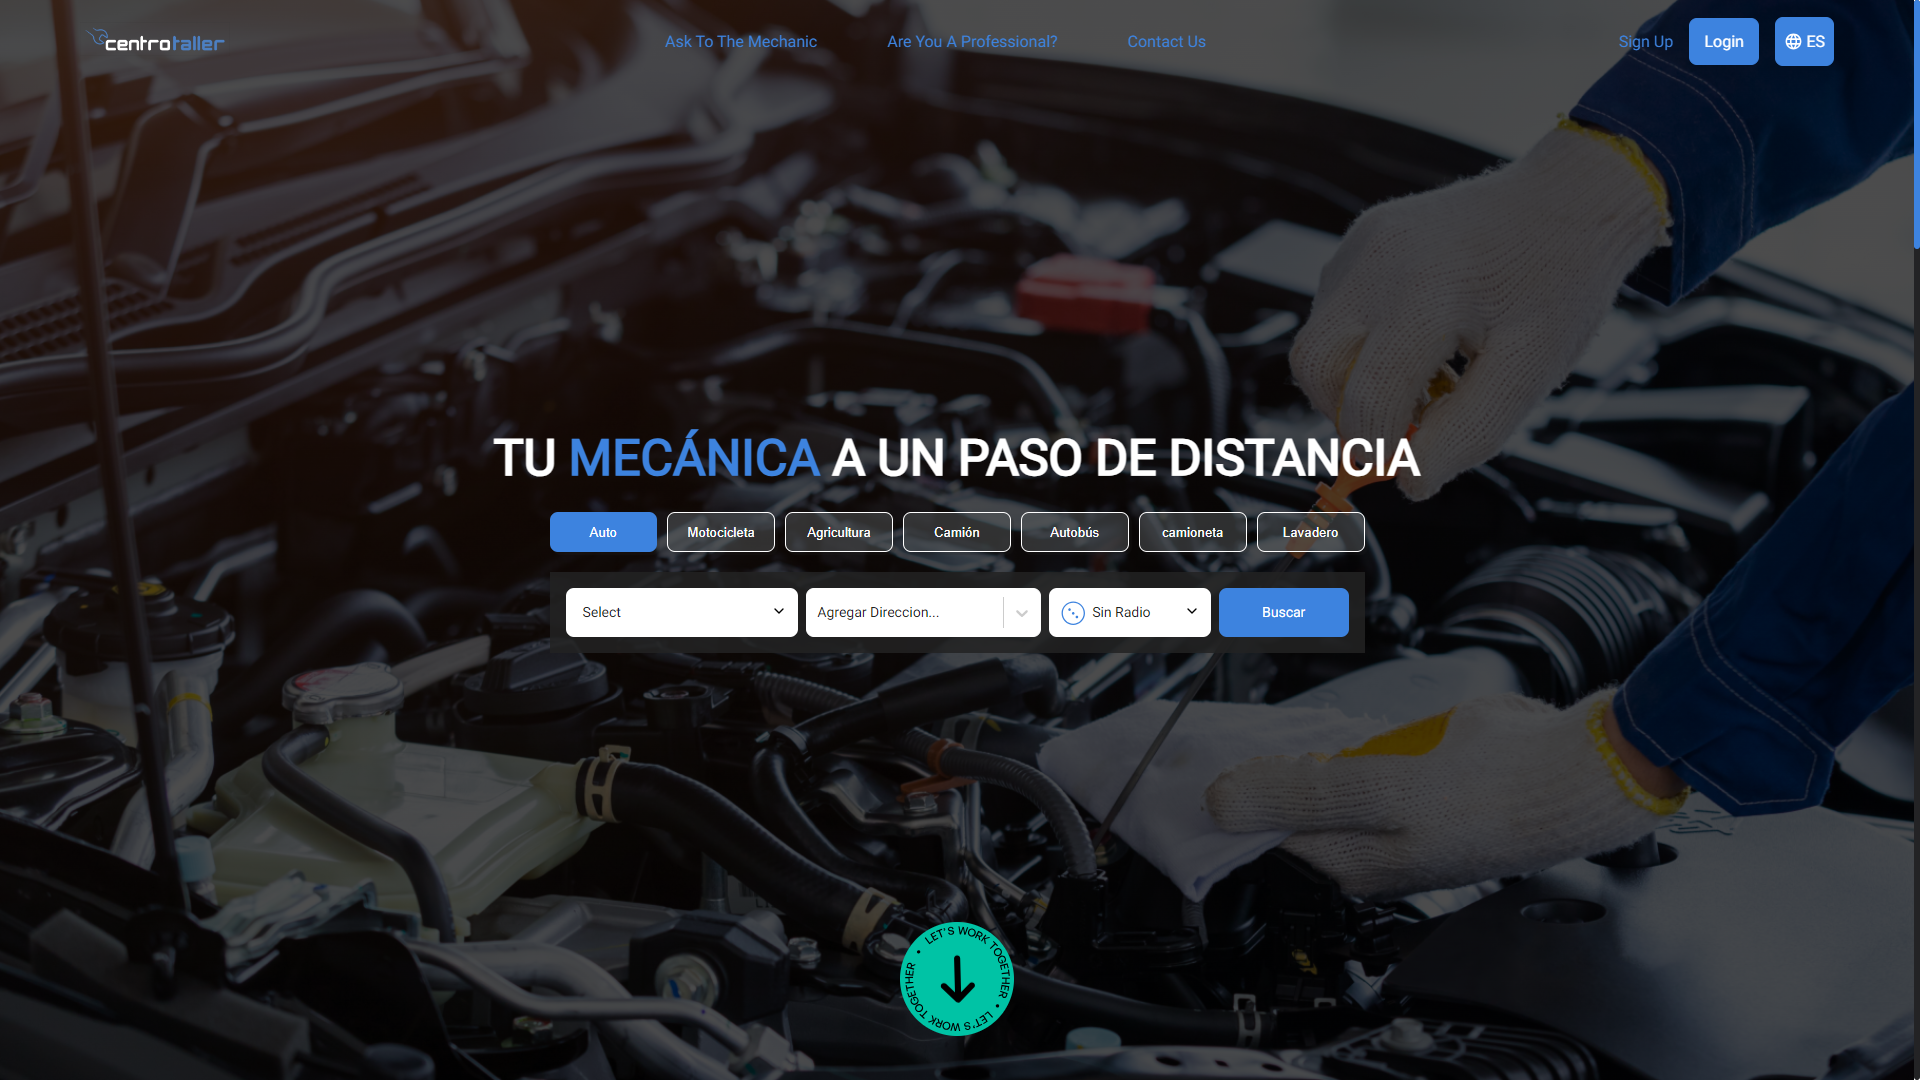 centrotaller
Ask To The Mechanic
Are You A Professional?
Contact Us
Sign Up
Login
ES
TU MECÁNICA A UN PASO DE DISTANCIA
Auto
Motocicleta
Agricultura
Camión
Autobús
camioneta
Lavadero
Select
Agregar Direccion...
Sin Radio
Buscar
LET'S WORK TOGETHER • LET'S WORK TOGETHER •